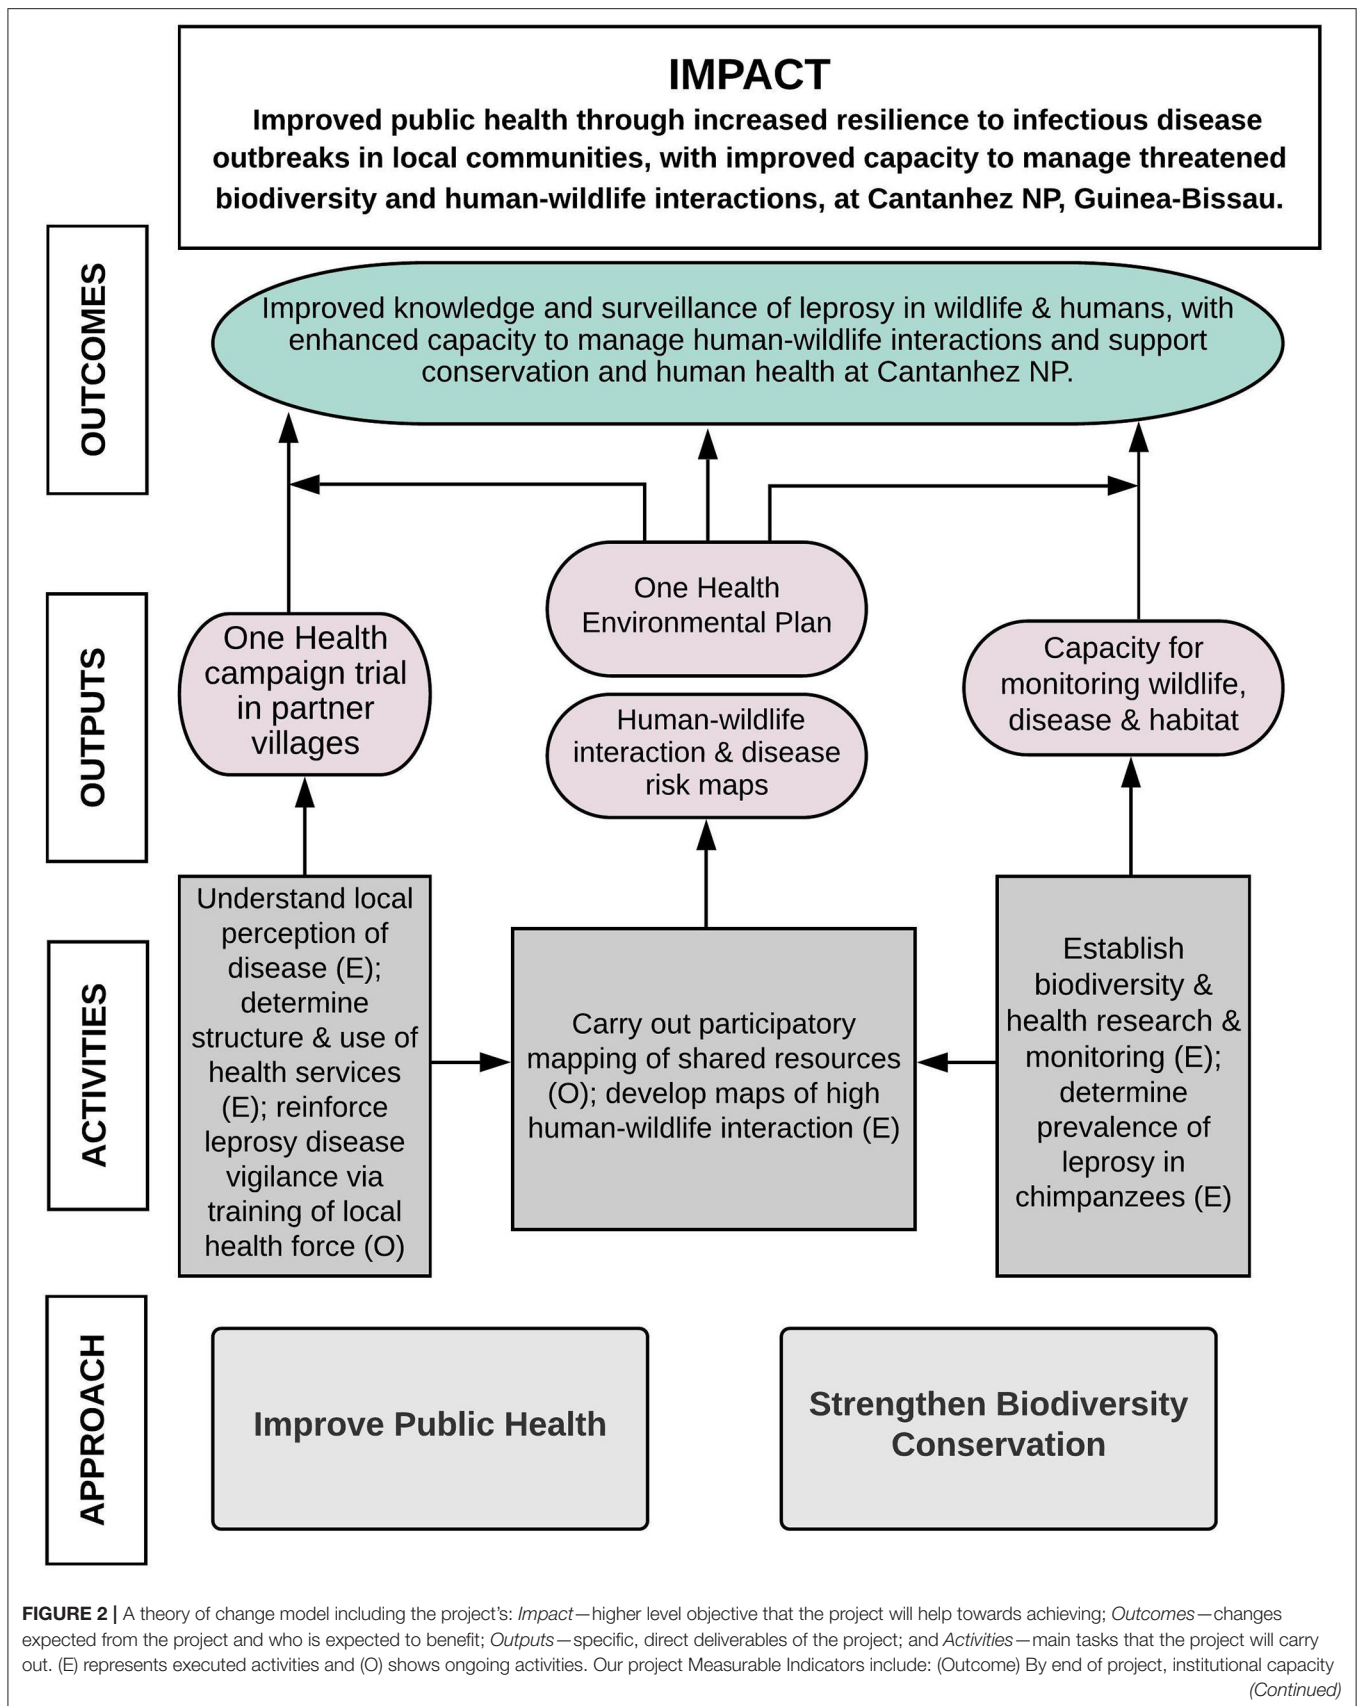 IMPACT
Improved public health through increased resilience to infectious disease
outbreaks in local communities, with improved capacity to manage threatened
biodiversity and human-wildlife interactions, at Cantanhez NP, Guinea-Bissau.
OUTCOMES
Improved knowledge and surveillance of leprosy in wildlife & humans, with
enhanced capacity to manage human-wildlife interactions and support
conservation and human health at Cantanhez NP.
OUTPUTS
One Health
campaign trial
in partner
villages
One Health
Environmental Plan
Human-wildlife
interaction & disease
risk maps
Capacity for
monitoring wildlife,
disease & habitat
ACTIVITIES
Understand local
perception of
disease (E);
determine
structure & use of
health services
(E); reinforce
leprosy disease
vigilance via
training of local
health force (O)
Carry out participatory
mapping of shared resources
(O); develop maps of high
human-wildlife interaction (E)
Establish
biodiversity &
health research &
monitoring (E);
determine
prevalence of
leprosy in
chimpanzees (E)
APPROACH
Improve Public Health
Strengthen Biodiversity
Conservation
FIGURE 2 | A theory of change model including the project's: Impact—higher level objective that the project will help towards achieving; Outcomes—changes
expected from the project and who is expected to benefit; Outputs—specific, direct deliverables of the project; and Activities—main tasks that the project will carry
out. (E) represents executed activities and (O) shows ongoing activities. Our project Measurable Indicators include: (Outcome) By end of project, institutional capacity
(Continued)